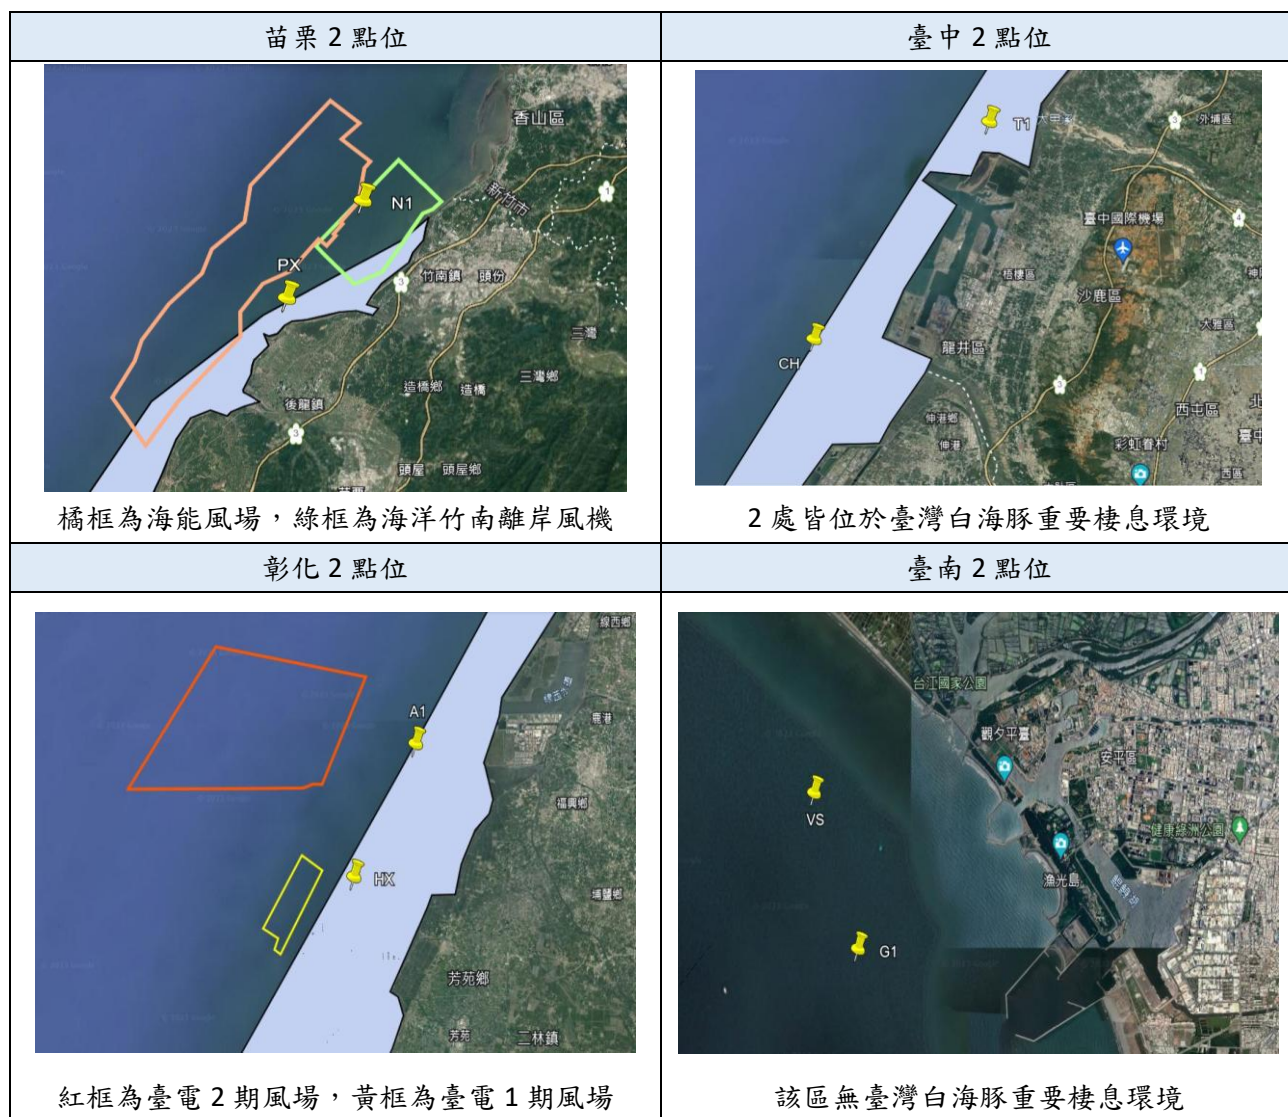 苗栗 2 點位
臺中 2 點位
香山區
N1
新竹市
1
PX
竹南鎮
頭份
3
三灣
造橋鄉
造橋
三灣鄉
後龍鎮
3
頭屋
頭屋鄉
橘框為海能風場，綠框為海洋竹南離岸風機
T1
3
外埔區
臺中國際機場
4
梧棲區
沙鹿區
CH
龍井區
大雅區
1
3
西屯區
伸港鄉
伸港
彩虹眷村
西區
2 處皆位於臺灣白海豚重要棲息環境
彰化 2 點位
臺南 2 點位
線西鄉
A1
鹿港
福興鄉
HX
埔鹽鄉
芳苑鄉
芳苑
二林鎮
紅框為臺電 2 期風場，黃框為臺電 1 期風場
台江國家公園
觀夕平臺
安平區
VS
健康綠洲公園
漁光島
G1
該區無臺灣白海豚重要棲息環境